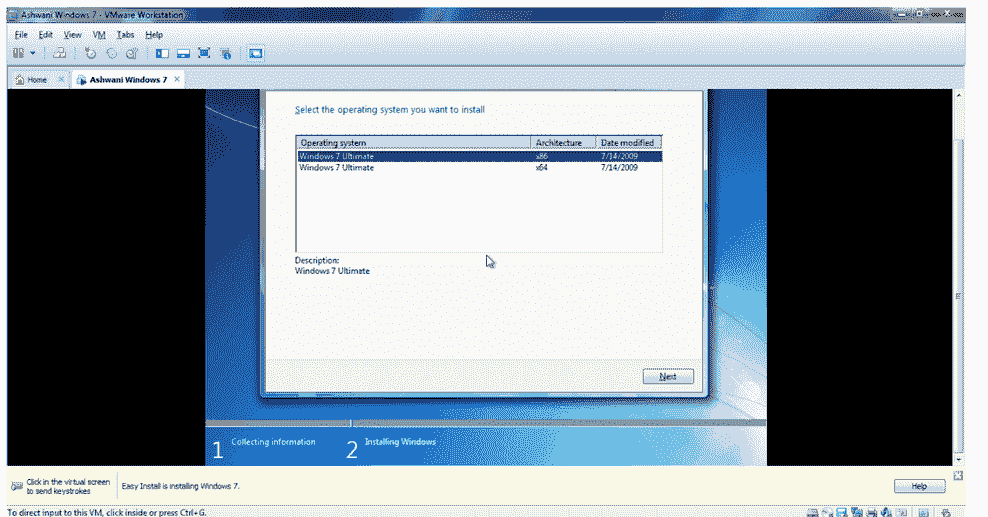 Ashwani Windows 7 - VMware Workstation
File Edit View VM Tabs Help
Home × Ashwani Windows 7 ×
Select the operating system you want to install
Operating system Architecture Date modified
Windows 7 Ultimate x86 7/14/2009
Windows 7 Ultimate x64 7/14/2009
Description:
Windows 7 Ultimate
Next
1 Collecting information 2 Installing Windows
Click in the virtual screen
to send keystrokes
Easy Install is installing Windows 7.
Help
To direct input to this VM, click inside or press Ctrl+G.